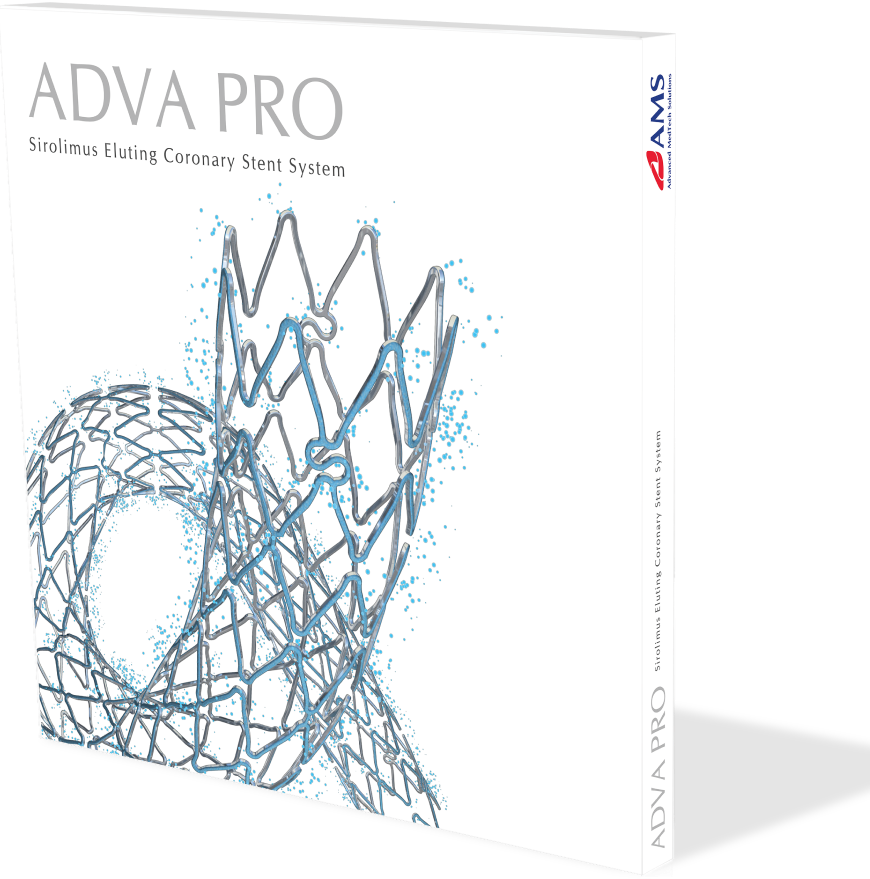 ADVA PRO
Sirolimus Eluting Coronary Stent System
AMS
Advanced MedTech Solutions
ADVA PRO Sirolimus Eluting Coronary Stent System